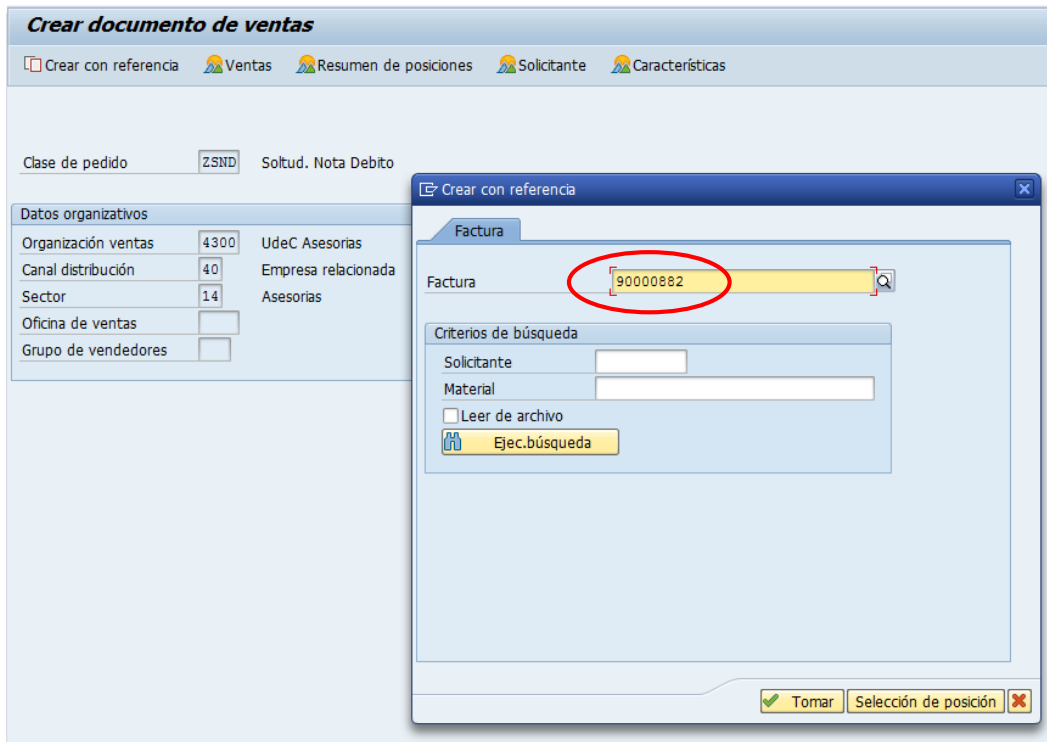 Crear documento de ventas
Crear con referencia Ventas Resumen de posiciones Solicitante Características
Clase de pedido ZSND Soltud. Nota Debito
Datos organizativos
Organización ventas 4300 UdeC Asesorias
Canal distribución 40 Empresa relacionada
Sector 14 Asesorias
Oficina de ventas
Grupo de vendedores
Crear con referencia
Factura
Factura 90000882
Criterios de búsqueda
Solicitante
Material
Leer de archivo
Ejec.búsqueda
Tomar Selección de posición